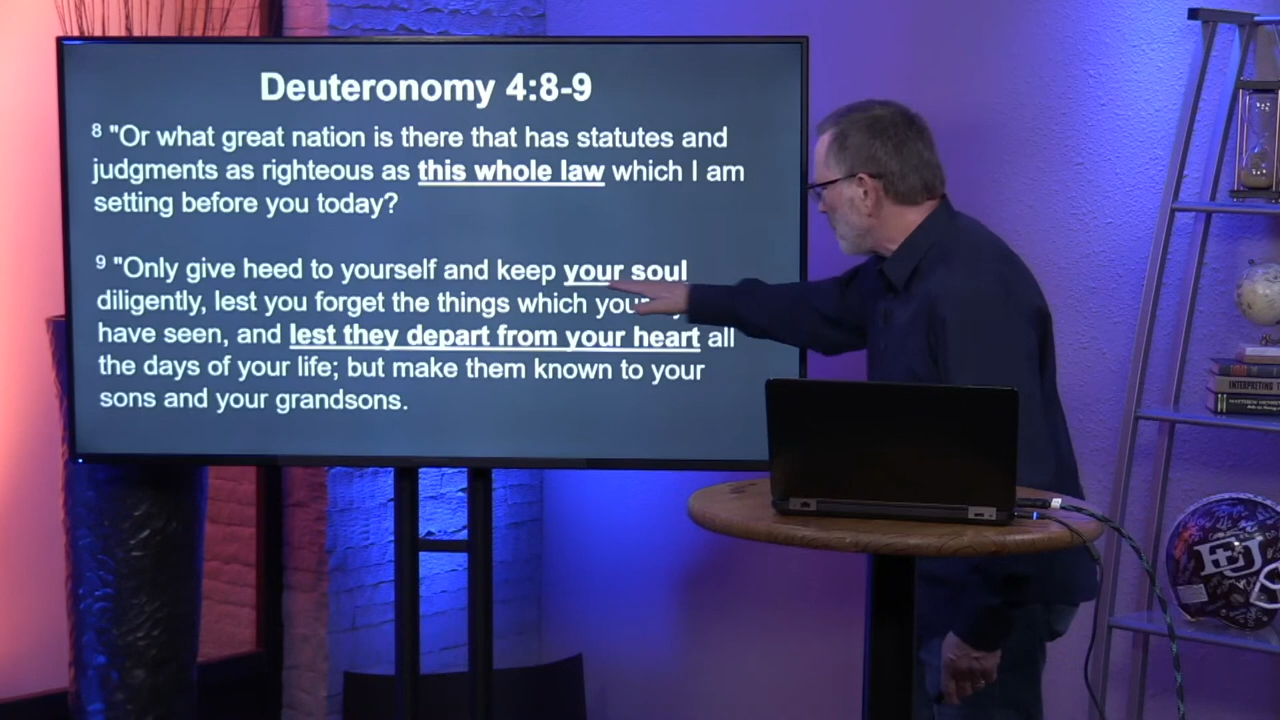 Deuteronomy 4:8-9
8 "Or what great nation is there that has statutes and
judgments as righteous as this whole law which I am
setting before you today?
9 "Only give heed to yourself and keep your soul
diligently, lest you forget the things which your
have seen, and lest they depart from your heart all
the days of your life; but make them known to your
sons and your grandsons.
INTERPRETING